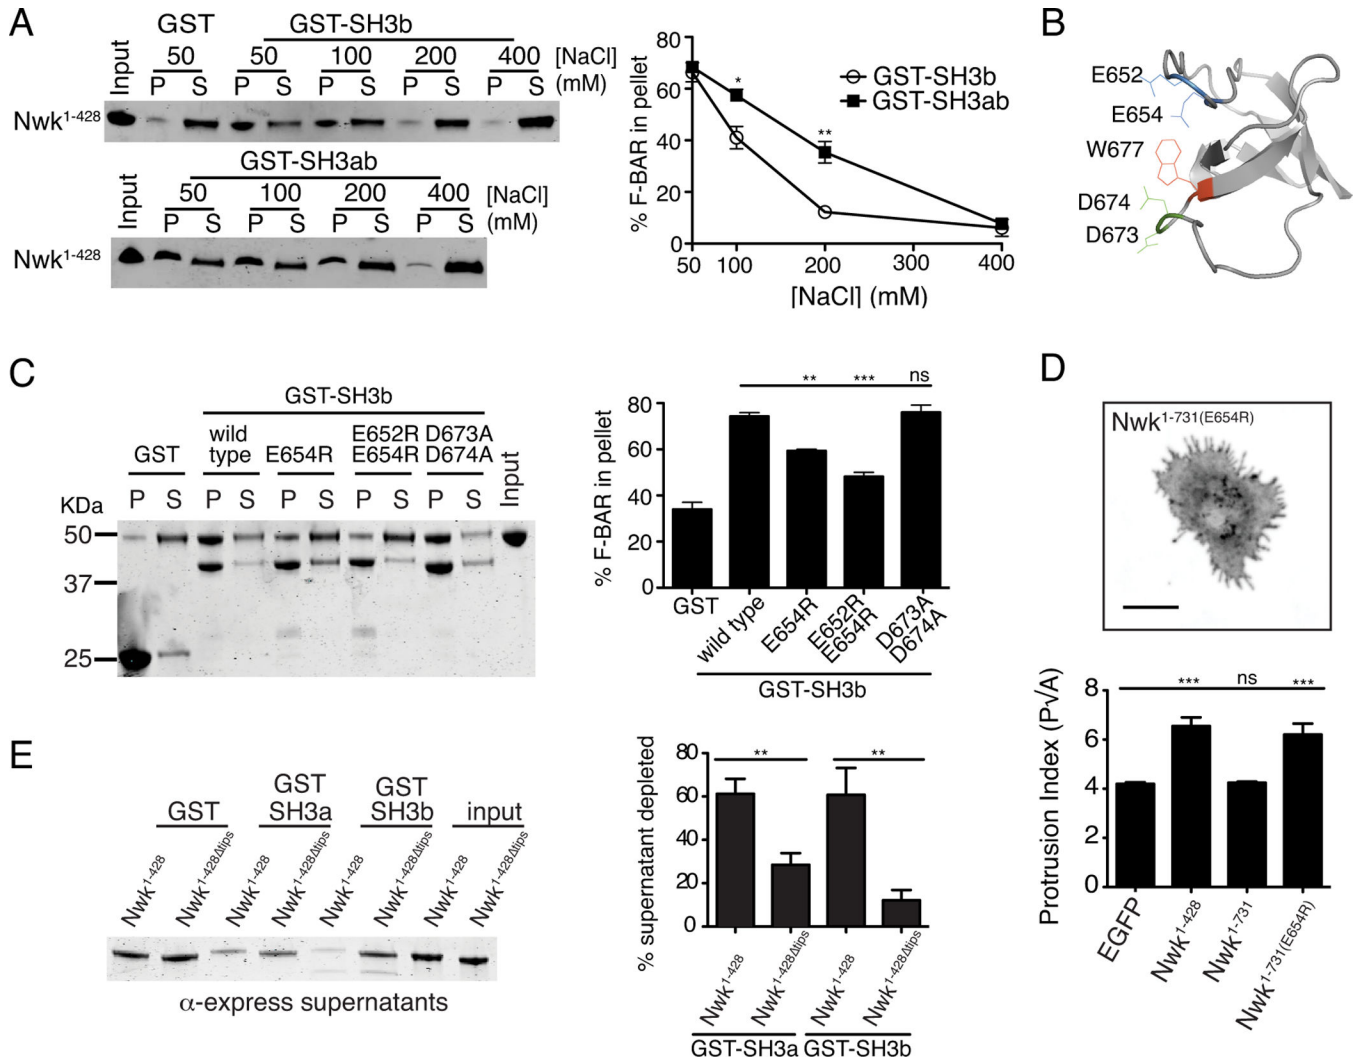 A
GST
GST-SH3b
Input
50
50
100
200
400
[NaCl]
(mM)
P S P S P S P S P S
Nwk1-428
GST-SH3ab
Input
50
100
200
400
[NaCl]
(mM)
P S P S P S P S
Nwk1-428
% F-BAR in pellet
80
60
40
20
0
50
100
200
300
400
[NaCl] (mM)
GST-SH3b
GST-SH3ab
*
**
B
E652
E654
W677
D674
D673
C
GST-SH3b
GST
wild type
E654R
E652R E654R
D673A D674A
Input
KDa
P S P S P S P S P S
50
37
25
% F-BAR in pellet
80
60
40
20
0
** *** ns
GST
wild type
E654R
E652R E654R
D673A D674A
GST-SH3b
D
Nwk1-731(E654R)
Protrusion Index (P√A)
8
6
4
2
0
*** ns ***
EGFP
Nwk1-428
Nwk1-731
Nwk1-731(E654R)
E
GST
GST SH3a
GST SH3b
input
Nwk1-428
Nwk1-428Δtips
Nwk1-428
Nwk1-428Δtips
Nwk1-428
Nwk1-428Δtips
Nwk1-428
Nwk1-428Δtips
α-express supernatants
% supernatant depleted
80
60
40
20
0
** **
Nwk1-428
Nwk1-428Δtips
Nwk1-428
Nwk1-428Δtips
GST-SH3a GST-SH3b